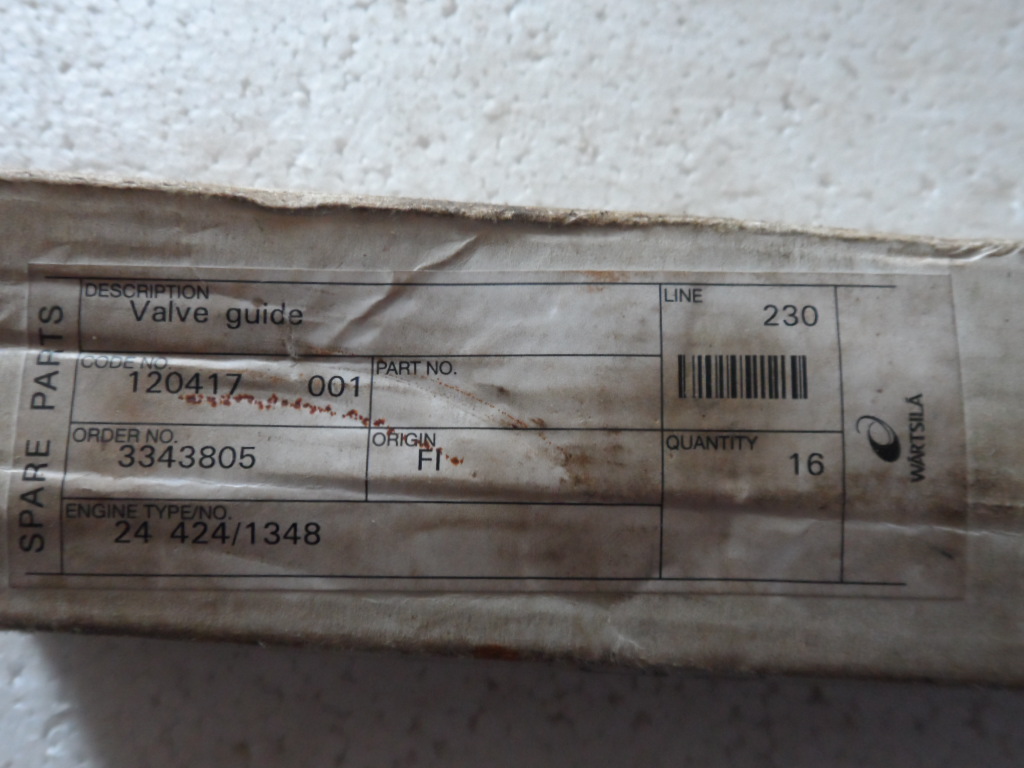 SPARE PARTS
DESCRIPTION
Valve guide
LINE
230
CODE NO.
120417 001
PART NO.
ORDER NO.
3343805
ORIGIN
FI
QUANTITY
16
ENGINE TYPE/NO.
24 424/1348
WÄRTSILÄ